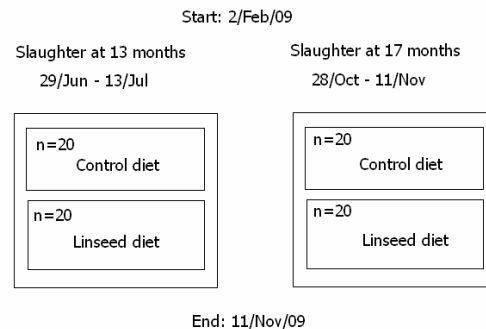 Start: 2/Feb/09
Slaughter at 13 months
29/Jun - 13/Jul
n=20
Control diet
n=20
Linseed diet
Slaughter at 17 months
28/Oct - 11/Nov
n=20
Control diet
n=20
Linseed diet
End: 11/Nov/09